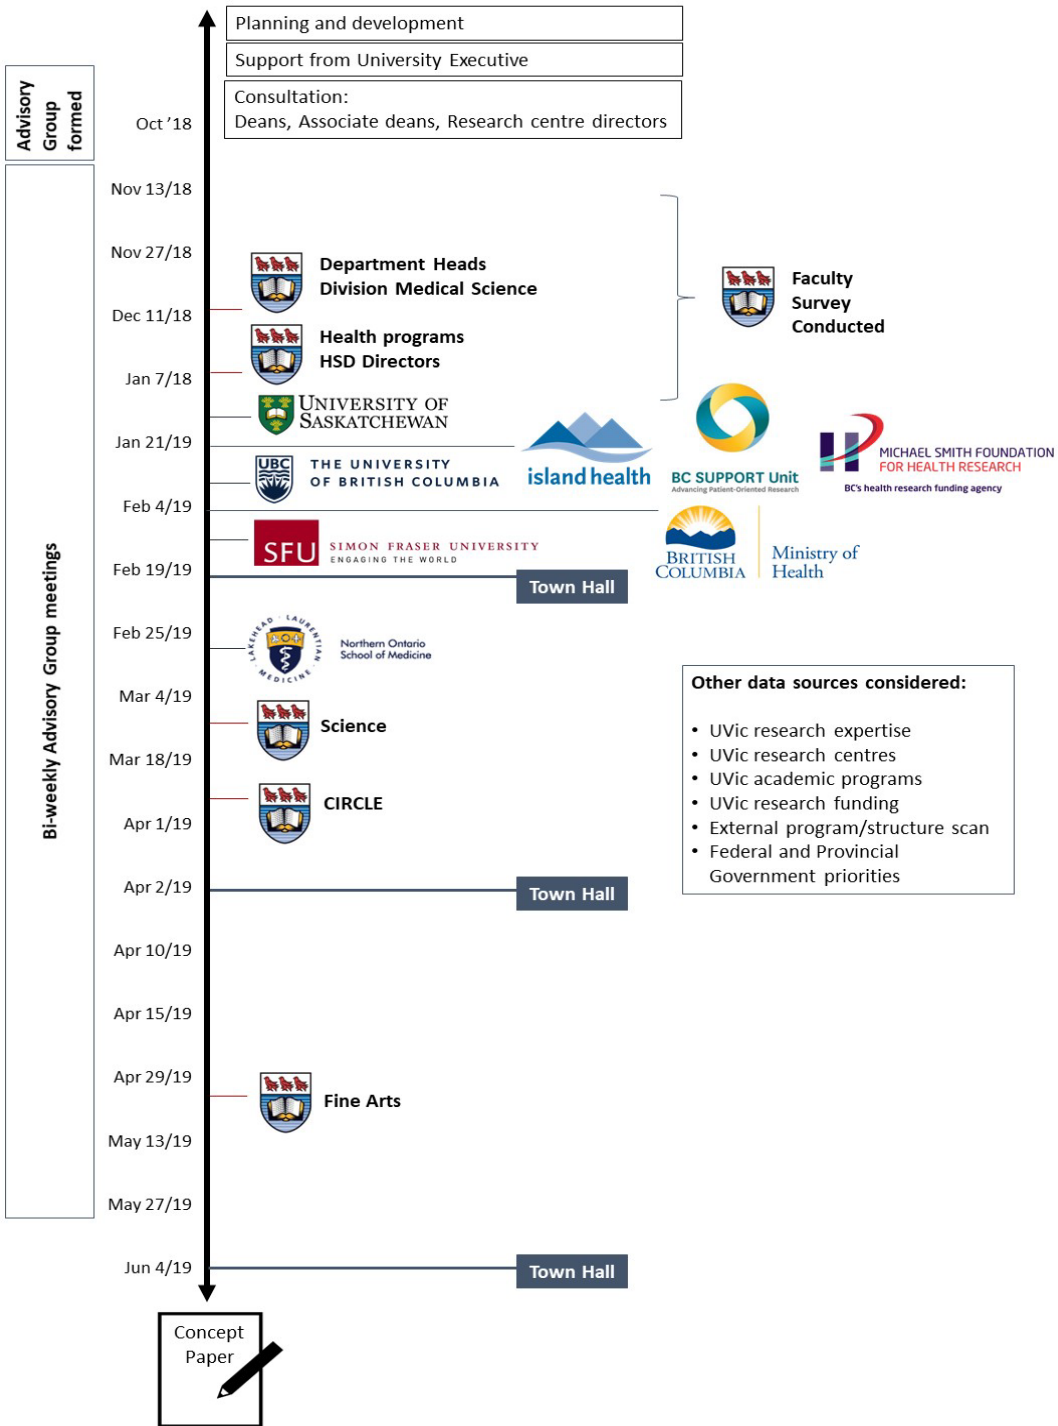 Planning and development
Support from University Executive
Consultation:
Deans, Associate deans, Research centre directors
Advisory
Group
formed
Oct ’18
Bi-weekly Advisory Group meetings
Nov 13/18
Nov 27/18
Department Heads
Division Medical Science
Dec 11/18
Health programs
HSD Directors
Faculty
Survey
Conducted
Jan 7/18
UNIVERSITY OF
SASKATCHEWAN
Jan 21/19
island health
BC SUPPORT Unit
Advancing Patient-Oriented Research
MICHAEL SMITH FOUNDATION
FOR HEALTH RESEARCH
BC's health research funding agency
UBC
THE UNIVERSITY
OF BRITISH COLUMBIA
Feb 4/19
BRITISH
COLUMBIA
Ministry of
Health
SFU
SIMON FRASER UNIVERSITY
ENGAGING THE WORLD
Feb 19/19
Town Hall
Feb 25/19
LAKEHEAD · LAURENTIAN
· MEDICINE ·
Northern Ontario
School of Medicine
Mar 4/19
Science
Mar 18/19
CIRCLE
Apr 1/19
Other data sources considered:
• UVic research expertise
• UVic research centres
• UVic academic programs
• UVic research funding
• External program/structure scan
• Federal and Provincial
Government priorities
Apr 2/19
Town Hall
Apr 10/19
Apr 15/19
Apr 29/19
Fine Arts
May 13/19
May 27/19
Jun 4/19
Town Hall
Concept
Paper